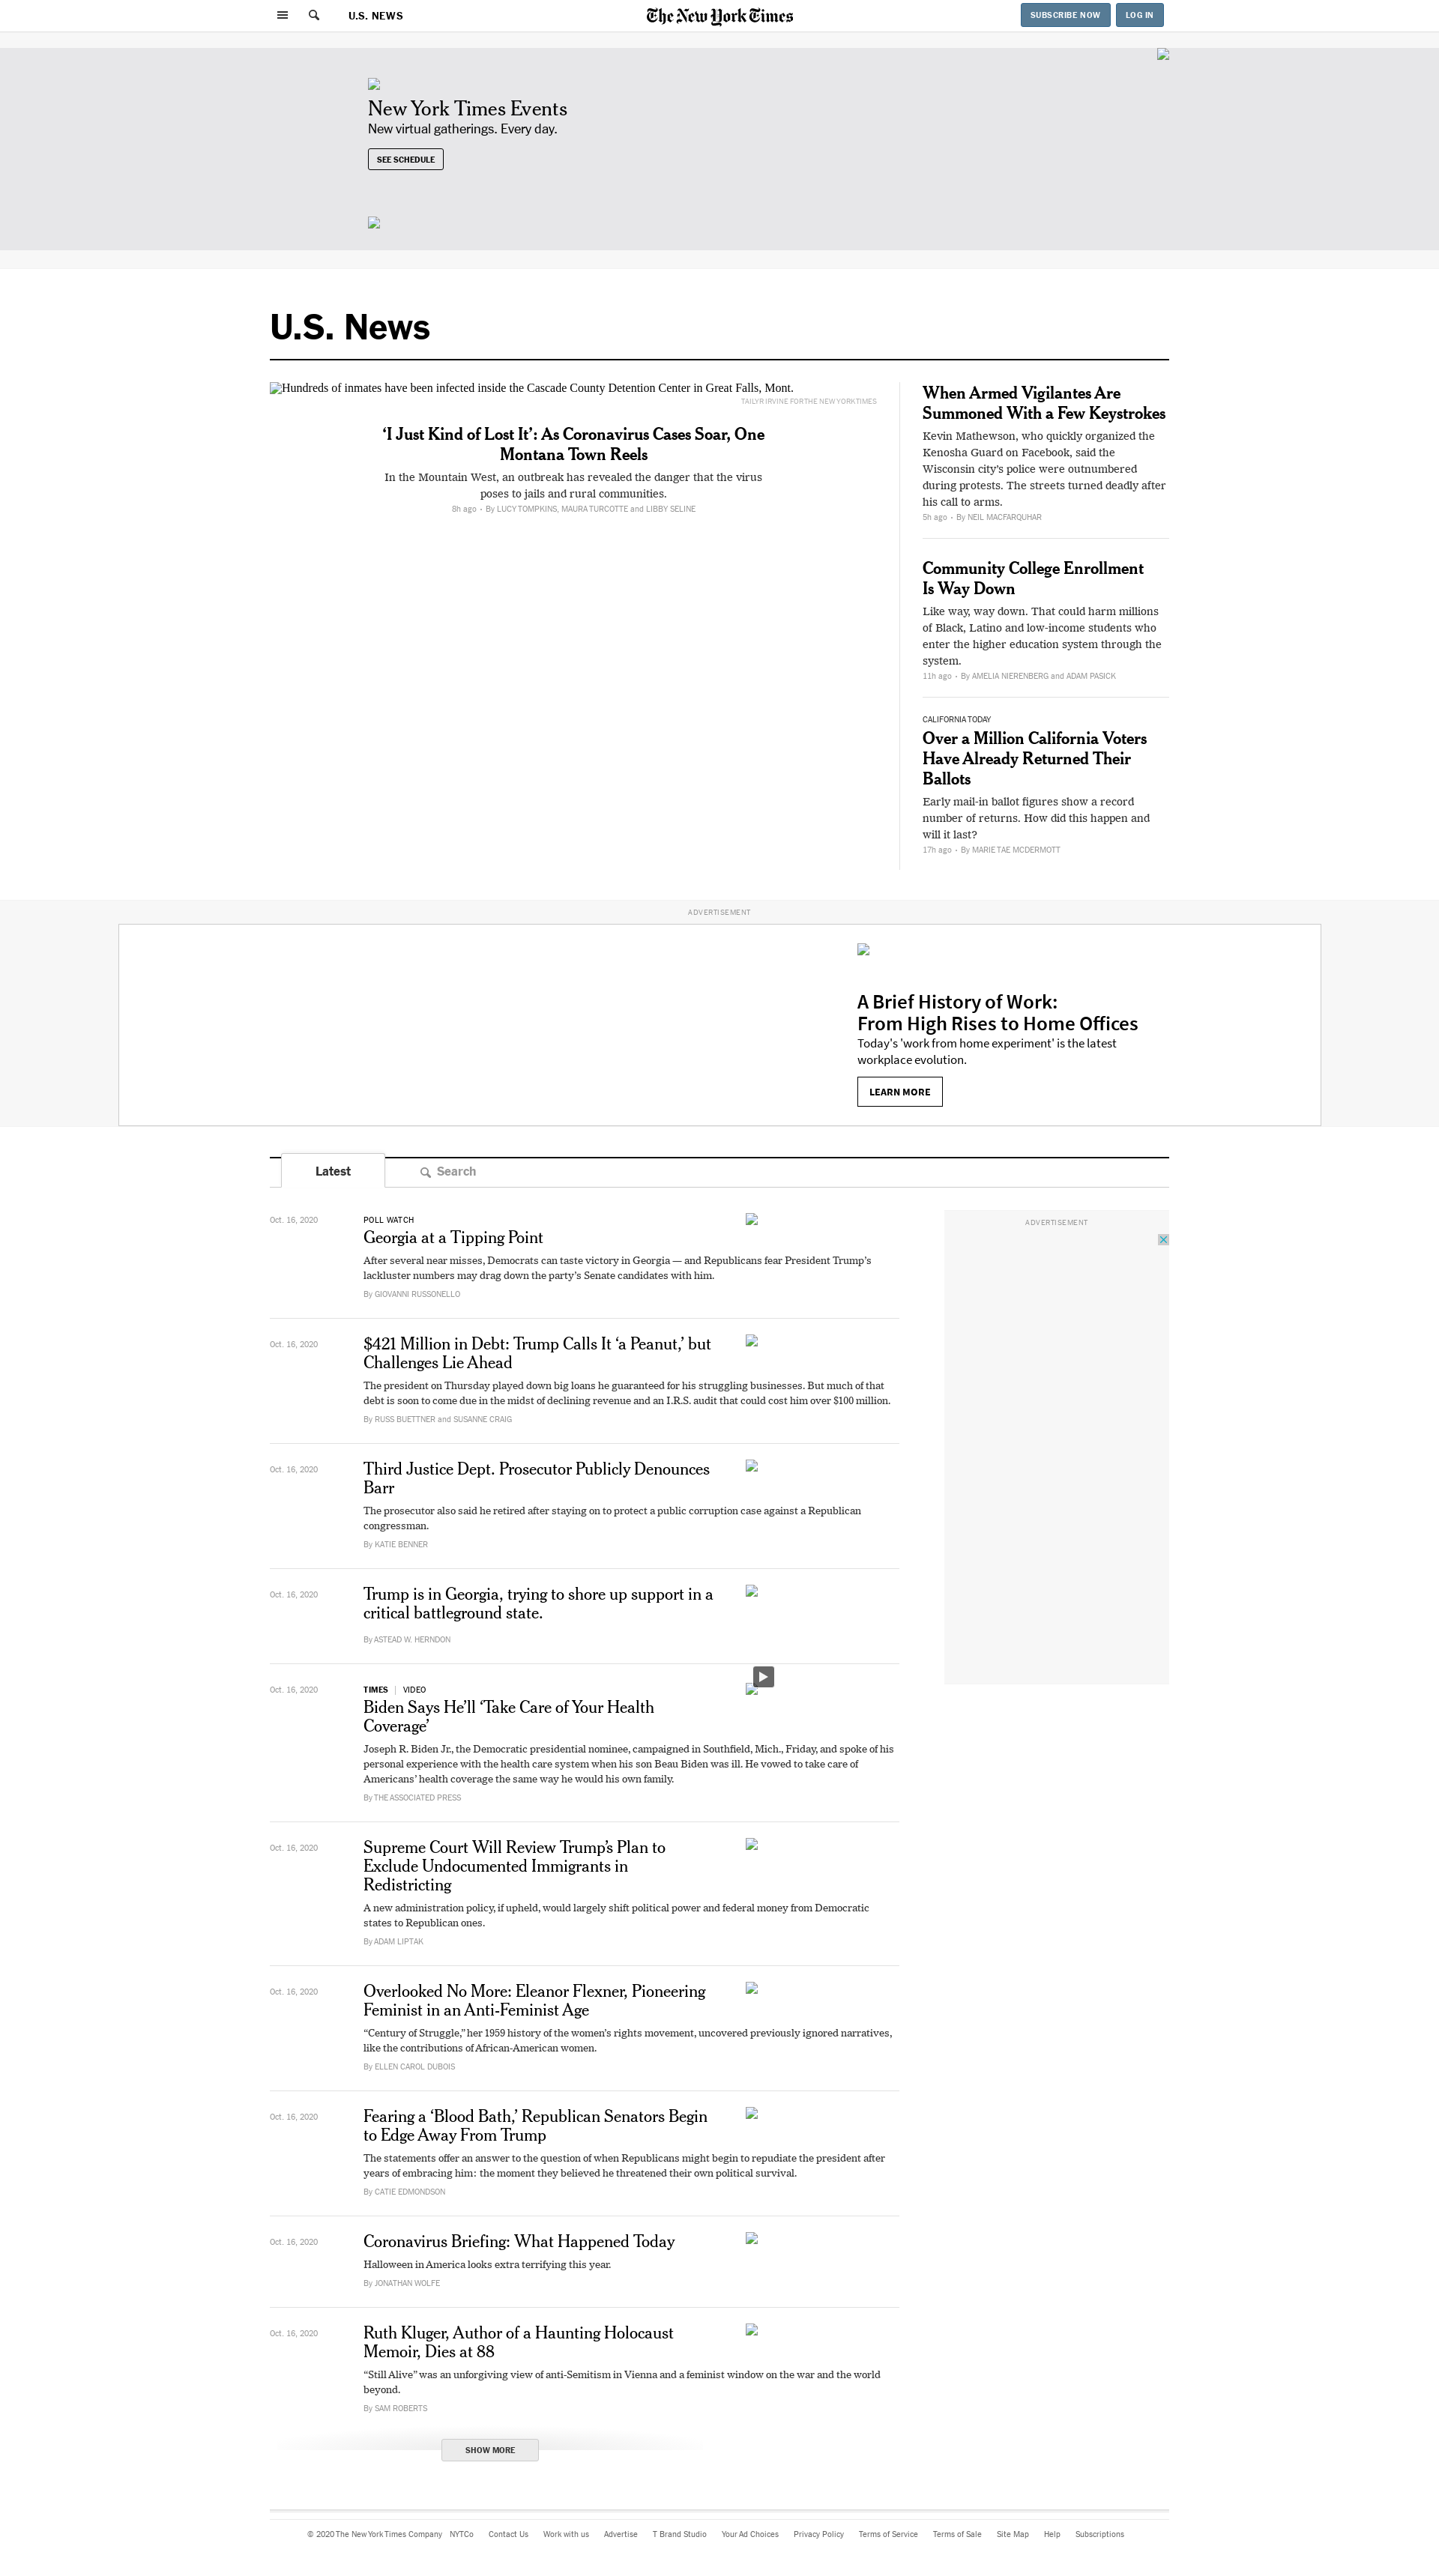 U.S. NEWS
The New York Times
SUBSCRIBE NOW
LOG IN
New York Times Events
New virtual gatherings. Every day.
SEE SCHEDULE
U.S. News
Hundreds of inmates have been infected inside the Cascade County Detention Center in Great Falls, Mont.
TAILYR IRVINE FOR THE NEW YORK TIMES
‘I Just Kind of Lost It’: As Coronavirus Cases Soar, One
Montana Town Reels
In the Mountain West, an outbreak has revealed the danger that the virus
poses to jails and rural communities.
8h ago • By LUCY TOMPKINS, MAURA TURCOTTE and LIBBY SELINE
When Armed Vigilantes Are
Summoned With a Few Keystrokes
Kevin Mathewson, who quickly organized the
Kenosha Guard on Facebook, said the
Wisconsin city’s police were outnumbered
during protests. The streets turned deadly after
his call to arms.
5h ago • By NEIL MACFARQUHAR
Community College Enrollment
Is Way Down
Like way, way down. That could harm millions
of Black, Latino and low-income students who
enter the higher education system through the
system.
11h ago • By AMELIA NIERENBERG and ADAM PASICK
CALIFORNIA TODAY
Over a Million California Voters
Have Already Returned Their
Ballots
Early mail-in ballot figures show a record
number of returns. How did this happen and
will it last?
17h ago • By MARIE TAE MCDERMOTT
ADVERTISEMENT
A Brief History of Work:
From High Rises to Home Offices
Today's 'work from home experiment' is the latest
workplace evolution.
LEARN MORE
Latest
Search
Oct. 16, 2020
POLL WATCH
Georgia at a Tipping Point
After several near misses, Democrats can taste victory in Georgia — and Republicans fear President Trump’s
lackluster numbers may drag down the party’s Senate candidates with him.
By GIOVANNI RUSSONELLO
ADVERTISEMENT
Oct. 16, 2020
$421 Million in Debt: Trump Calls It ‘a Peanut,’ but
Challenges Lie Ahead
The president on Thursday played down big loans he guaranteed for his struggling businesses. But much of that
debt is soon to come due in the midst of declining revenue and an I.R.S. audit that could cost him over $100 million.
By RUSS BUETTNER and SUSANNE CRAIG
Oct. 16, 2020
Third Justice Dept. Prosecutor Publicly Denounces
Barr
The prosecutor also said he retired after staying on to protect a public corruption case against a Republican
congressman.
By KATIE BENNER
Oct. 16, 2020
Trump is in Georgia, trying to shore up support in a
critical battleground state.
By ASTEAD W. HERNDON
Oct. 16, 2020
TIMES | VIDEO
Biden Says He’ll ‘Take Care of Your Health
Coverage’
Joseph R. Biden Jr., the Democratic presidential nominee, campaigned in Southfield, Mich., Friday, and spoke of his
personal experience with the health care system when his son Beau Biden was ill. He vowed to take care of
Americans’ health coverage the same way he would his own family.
By THE ASSOCIATED PRESS
Oct. 16, 2020
Supreme Court Will Review Trump’s Plan to
Exclude Undocumented Immigrants in
Redistricting
A new administration policy, if upheld, would largely shift political power and federal money from Democratic
states to Republican ones.
By ADAM LIPTAK
Oct. 16, 2020
Overlooked No More: Eleanor Flexner, Pioneering
Feminist in an Anti-Feminist Age
“Century of Struggle,” her 1959 history of the women’s rights movement, uncovered previously ignored narratives,
like the contributions of African-American women.
By ELLEN CAROL DUBOIS
Oct. 16, 2020
Fearing a ‘Blood Bath,’ Republican Senators Begin
to Edge Away From Trump
The statements offer an answer to the question of when Republicans might begin to repudiate the president after
years of embracing him: the moment they believed he threatened their own political survival.
By CATIE EDMONDSON
Oct. 16, 2020
Coronavirus Briefing: What Happened Today
Halloween in America looks extra terrifying this year.
By JONATHAN WOLFE
Oct. 16, 2020
Ruth Kluger, Author of a Haunting Holocaust
Memoir, Dies at 88
“Still Alive” was an unforgiving view of anti-Semitism in Vienna and a feminist window on the war and the world
beyond.
By SAM ROBERTS
SHOW MORE
© 2020 The New York Times Company NYTCo Contact Us Work with us Advertise T Brand Studio Your Ad Choices Privacy Policy Terms of Service Terms of Sale Site Map Help Subscriptions